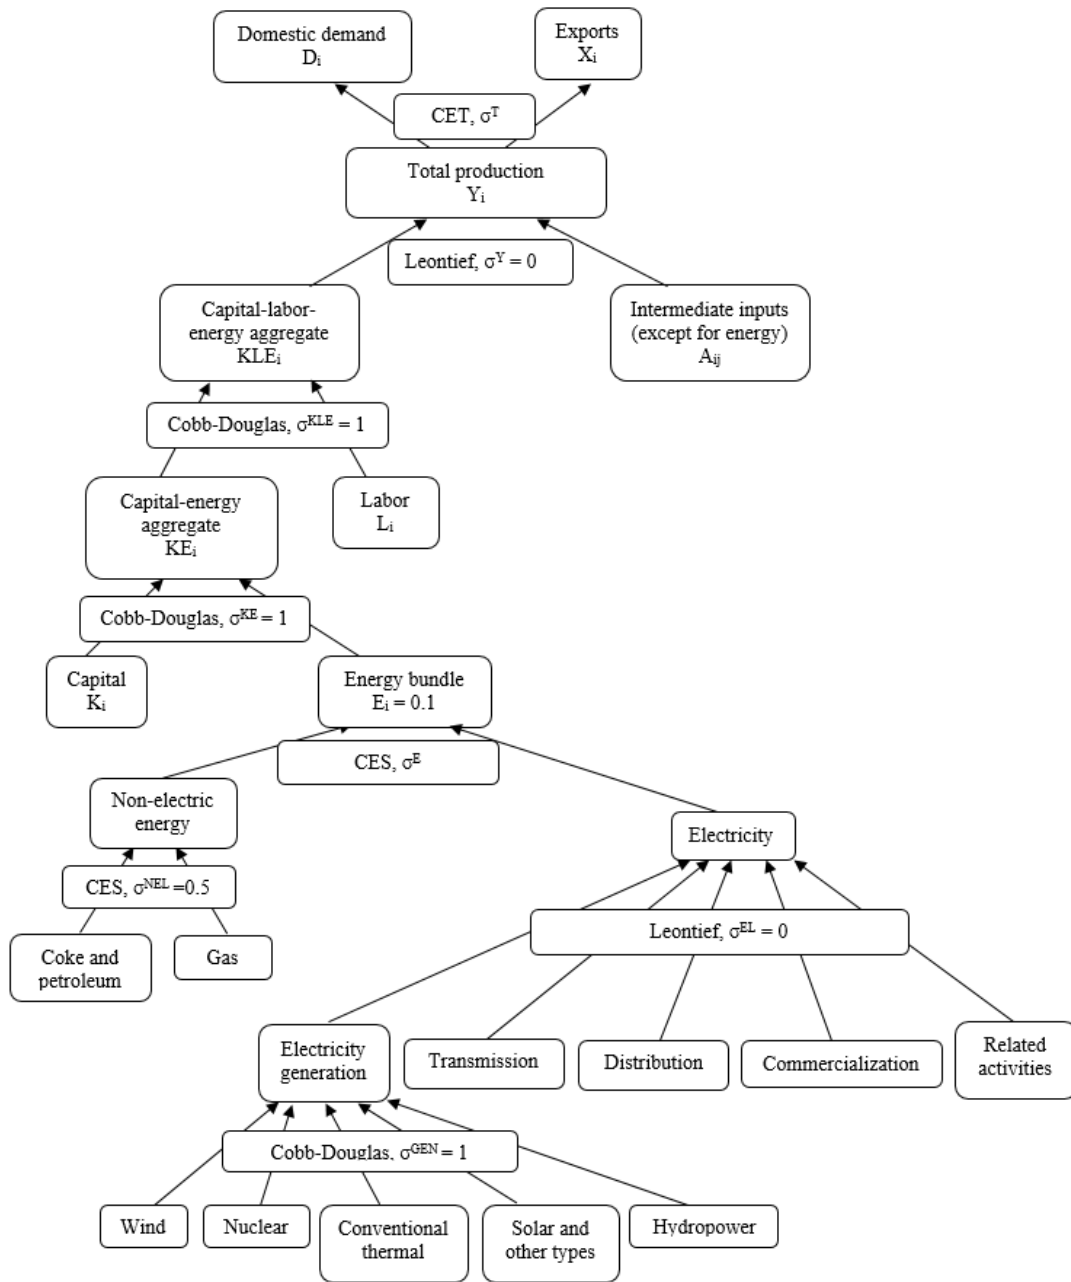 Domestic demand
Dᵢ
Exports
Xᵢ
CET, σᵀ
Total production
Yᵢ
Leontief, σʸ = 0
Capital-labor-
energy aggregate
KLEᵢ
Intermediate inputs
(except for energy)
Aᵢⱼ
Cobb-Douglas, σᴷᴸᴱ = 1
Capital-energy
aggregate
KEᵢ
Labor
Lᵢ
Cobb-Douglas, σᴷᴱ = 1
Capital
Kᵢ
Energy bundle
Eᵢ = 0.1
CES, σᴱ
Non-electric
energy
Electricity
CES, σᴺᴱᴸ =0.5
Leontief, σᴱᴸ = 0
Coke and
petroleum
Gas
Electricity
generation
Transmission
Distribution
Commercialization
Related
activities
Cobb-Douglas, σᴳᴱᴺ = 1
Wind
Nuclear
Conventional
thermal
Solar and
other types
Hydropower